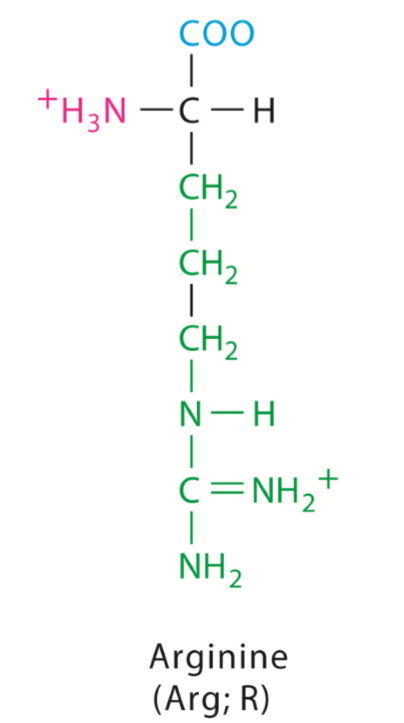 COO
⁺H₃N — C — H
CH₂
CH₂
CH₂
N — H
C = NH₂⁺
NH₂
Arginine
(Arg; R)